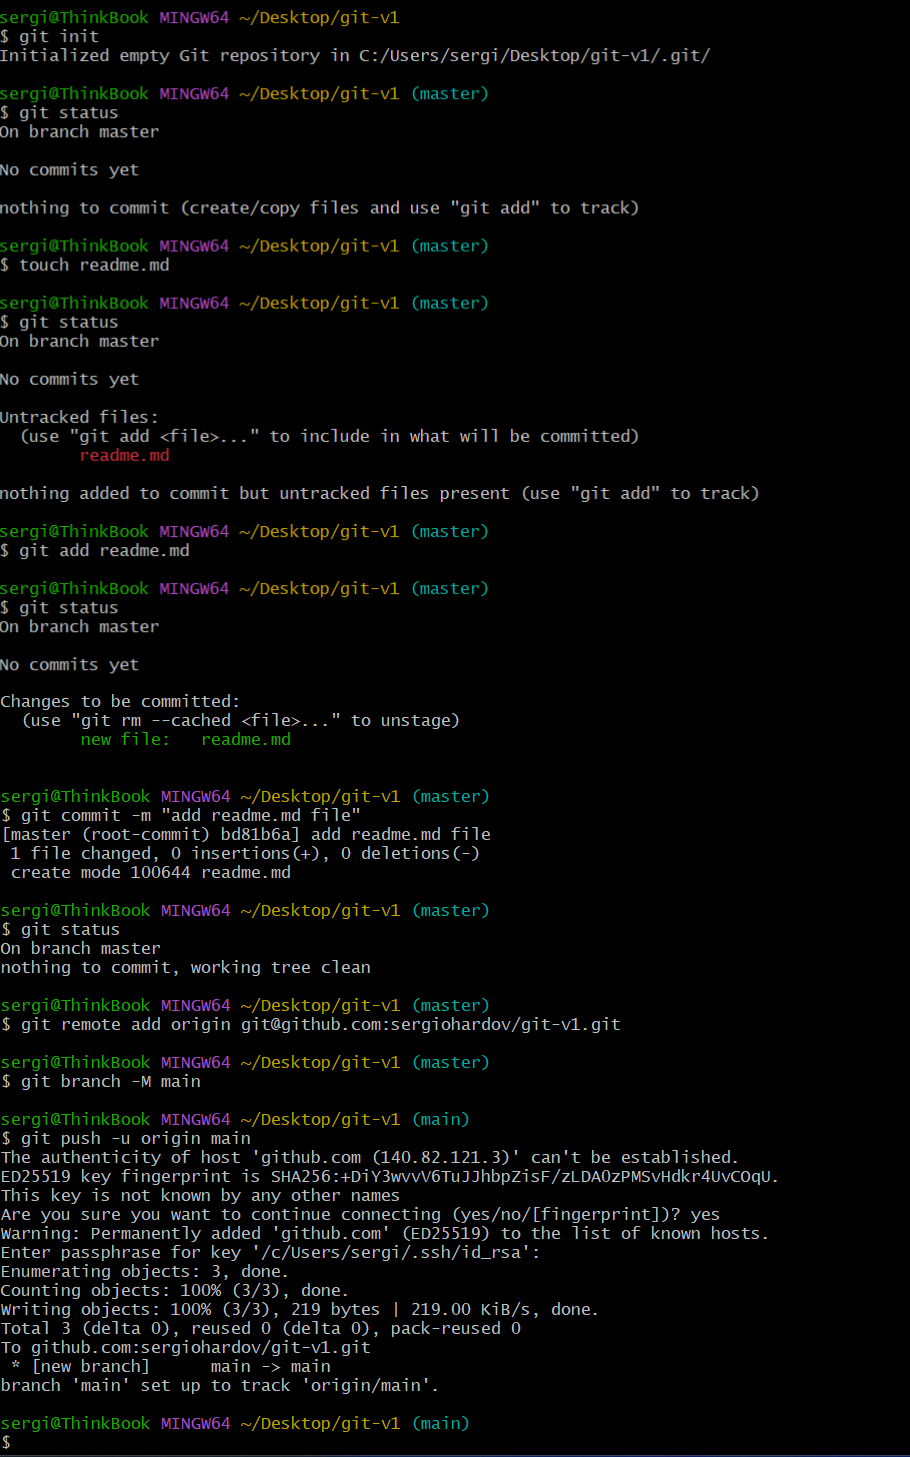 sergi@ThinkBook MINGW64 ~/Desktop/git-v1
$ git init
Initialized empty Git repository in C:/Users/sergi/Desktop/git-v1/.git/

sergi@ThinkBook MINGW64 ~/Desktop/git-v1 (master)
$ git status
On branch master

No commits yet

nothing to commit (create/copy files and use "git add" to track)

sergi@ThinkBook MINGW64 ~/Desktop/git-v1 (master)
$ touch readme.md

sergi@ThinkBook MINGW64 ~/Desktop/git-v1 (master)
$ git status
On branch master

No commits yet

Untracked files:
  (use "git add <file>..." to include in what will be committed)
        readme.md

nothing added to commit but untracked files present (use "git add" to track)

sergi@ThinkBook MINGW64 ~/Desktop/git-v1 (master)
$ git add readme.md

sergi@ThinkBook MINGW64 ~/Desktop/git-v1 (master)
$ git status
On branch master

No commits yet

Changes to be committed:
  (use "git rm --cached <file>..." to unstage)
        new file:   readme.md


sergi@ThinkBook MINGW64 ~/Desktop/git-v1 (master)
$ git commit -m "add readme.md file"
[master (root-commit) bd81b6a] add readme.md file
 1 file changed, 0 insertions(+), 0 deletions(-)
 create mode 100644 readme.md

sergi@ThinkBook MINGW64 ~/Desktop/git-v1 (master)
$ git status
On branch master
nothing to commit, working tree clean

sergi@ThinkBook MINGW64 ~/Desktop/git-v1 (master)
$ git remote add origin git@github.com:sergiohardov/git-v1.git

sergi@ThinkBook MINGW64 ~/Desktop/git-v1 (master)
$ git branch -M main

sergi@ThinkBook MINGW64 ~/Desktop/git-v1 (main)
$ git push -u origin main
The authenticity of host 'github.com (140.82.121.3)' can't be established.
ED25519 key fingerprint is SHA256:+DiY3wvvV6TuJJhbpZisF/zLDA0zPMSvHdkr4UvCOqU.
This key is not known by any other names
Are you sure you want to continue connecting (yes/no/[fingerprint])? yes
Warning: Permanently added 'github.com' (ED25519) to the list of known hosts.
Enter passphrase for key '/c/Users/sergi/.ssh/id_rsa':
Enumerating objects: 3, done.
Counting objects: 100% (3/3), done.
Writing objects: 100% (3/3), 219 bytes | 219.00 KiB/s, done.
Total 3 (delta 0), reused 0 (delta 0), pack-reused 0
To github.com:sergiohardov/git-v1.git
 * [new branch]      main -> main
branch 'main' set up to track 'origin/main'.

sergi@ThinkBook MINGW64 ~/Desktop/git-v1 (main)
$